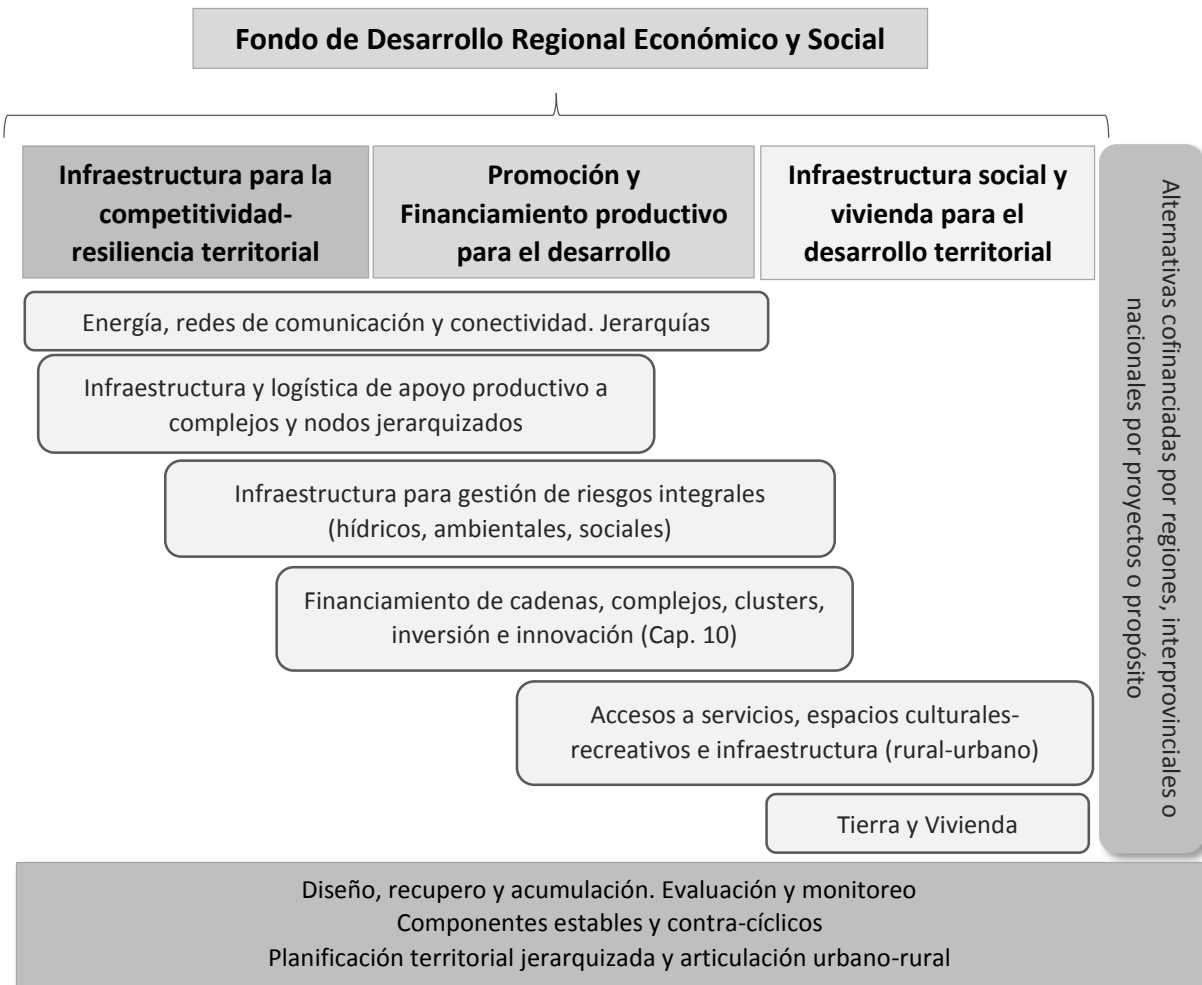 Fondo de Desarrollo Regional Económico y Social
Infraestructura para la
competitividad-
resiliencia territorial
Promoción y
Financiamiento productivo
para el desarrollo
Infraestructura social y
vivienda para el
desarrollo territorial
Energía, redes de comunicación y conectividad. Jerarquías
Infraestructura y logística de apoyo productivo a
complejos y nodos jerarquizados
Infraestructura para gestión de riesgos integrales
(hídricos, ambientales, sociales)
Financiamiento de cadenas, complejos, clusters,
inversión e innovación (Cap. 10)
Accesos a servicios, espacios culturales-
recreativos e infraestructura (rural-urbano)
Tierra y Vivienda
Alternativas cofinanciadas por regiones, interprovinciales o
nacionales por proyectos o propósito
Diseño, recupero y acumulación. Evaluación y monitoreo
Componentes estables y contra-cíclicos
Planificación territorial jerarquizada y articulación urbano-rural